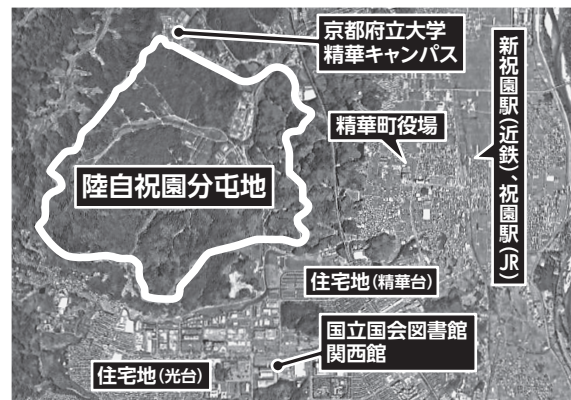 京都府立大学
精華キャンパス
新祝園駅(近鉄)、祝園駅(JR)
精華町役場
陸自祝園分屯地
住宅地(精華台)
国立国会図書館
関西館
住宅地(光台)